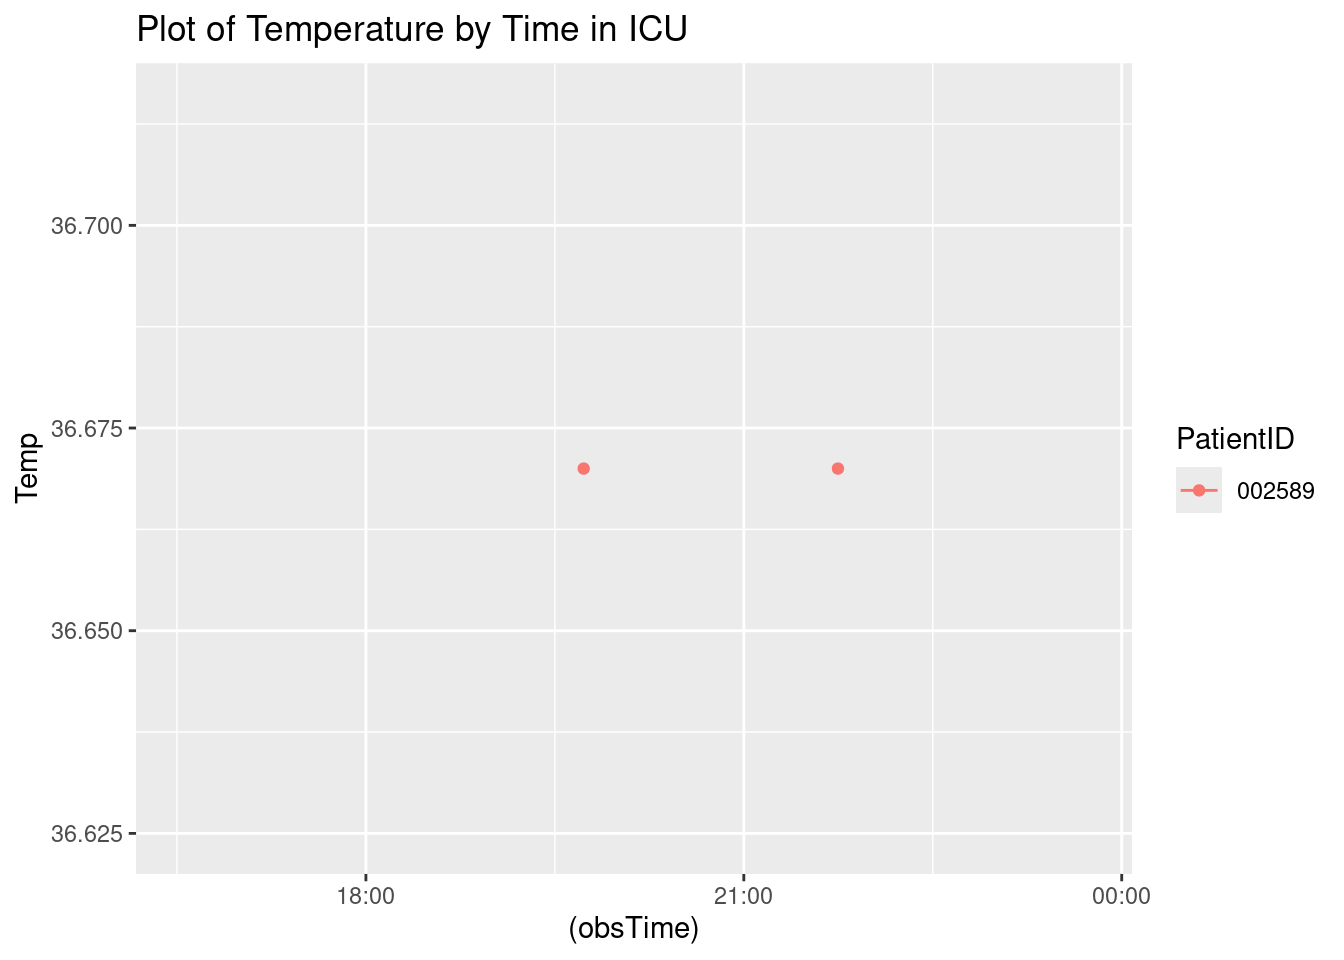 Plot of Temperature by Time in ICU
36.700
36.675
36.650
36.625
Temp
18:00
21:00
00:00
(obsTime)
PatientID
002589